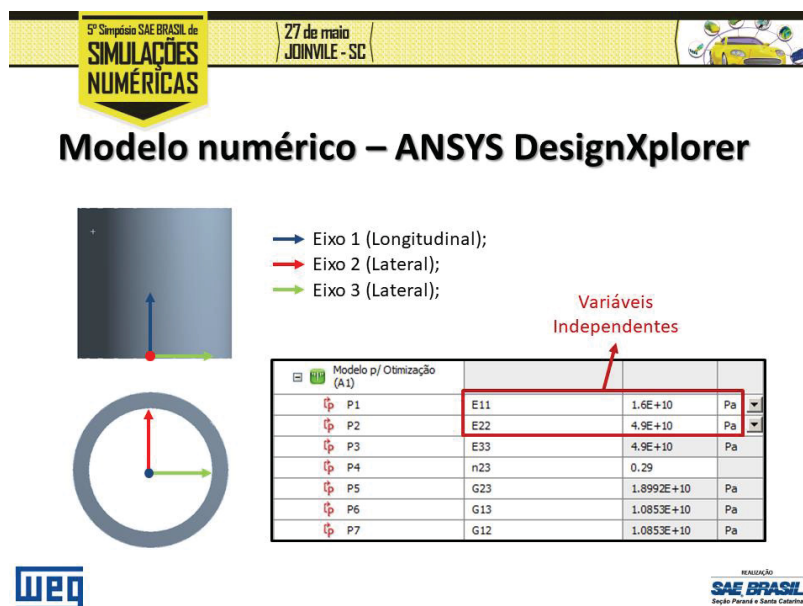 5º Simpósio SAE BRASIL de
SIMULAÇÕES
NUMÉRICAS
27 de maio
JOINVILE - SC
Modelo numérico – ANSYS DesignXplorer
Eixo 1 (Longitudinal);
Eixo 2 (Lateral);
Eixo 3 (Lateral);
Variáveis
Independentes
Modelo p/ Otimização
(A1)
P1 E11 1.6E+10 Pa
P2 E22 4.9E+10 Pa
P3 E33 4.9E+10 Pa
P4 n23 0.29
P5 G23 1.8992E+10 Pa
P6 G13 1.0853E+10 Pa
P7 G12 1.0853E+10 Pa
weg
REALIZAÇÃO
SAE BRASIL
Seção Paraná e Santa Catarina